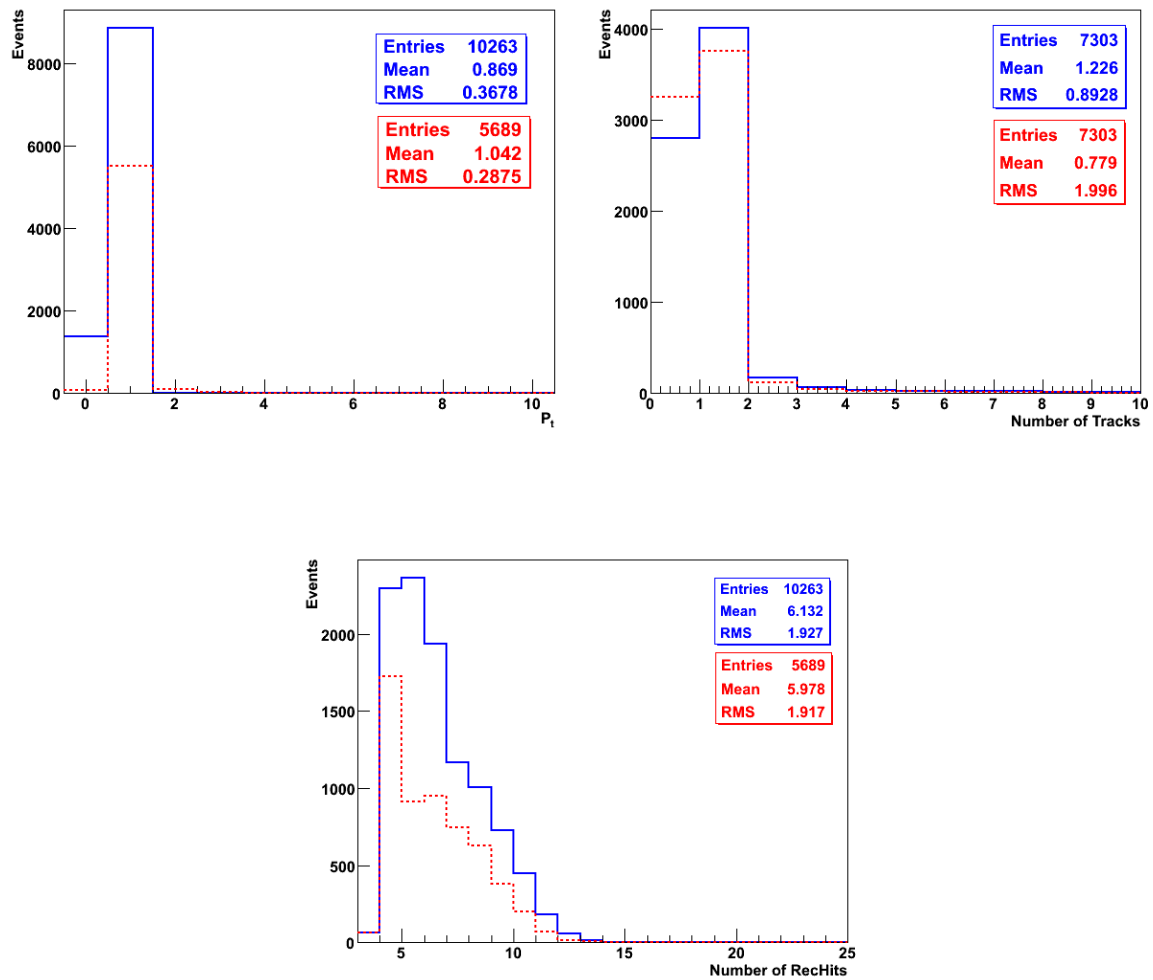 Events
8000
6000
4000
2000
0
0 2 4 6 8 10
Pt
Entries 10263
Mean 0.869
RMS 0.3678
Entries 5689
Mean 1.042
RMS 0.2875
Events
4000
3000
2000
1000
0
0 1 2 3 4 5 6 7 8 9 10
Number of Tracks
Entries 7303
Mean 1.226
RMS 0.8928
Entries 7303
Mean 0.779
RMS 1.996
Events
2000
1500
1000
500
0
5 10 15 20 25
Number of RecHits
Entries 10263
Mean 6.132
RMS 1.927
Entries 5689
Mean 5.978
RMS 1.917